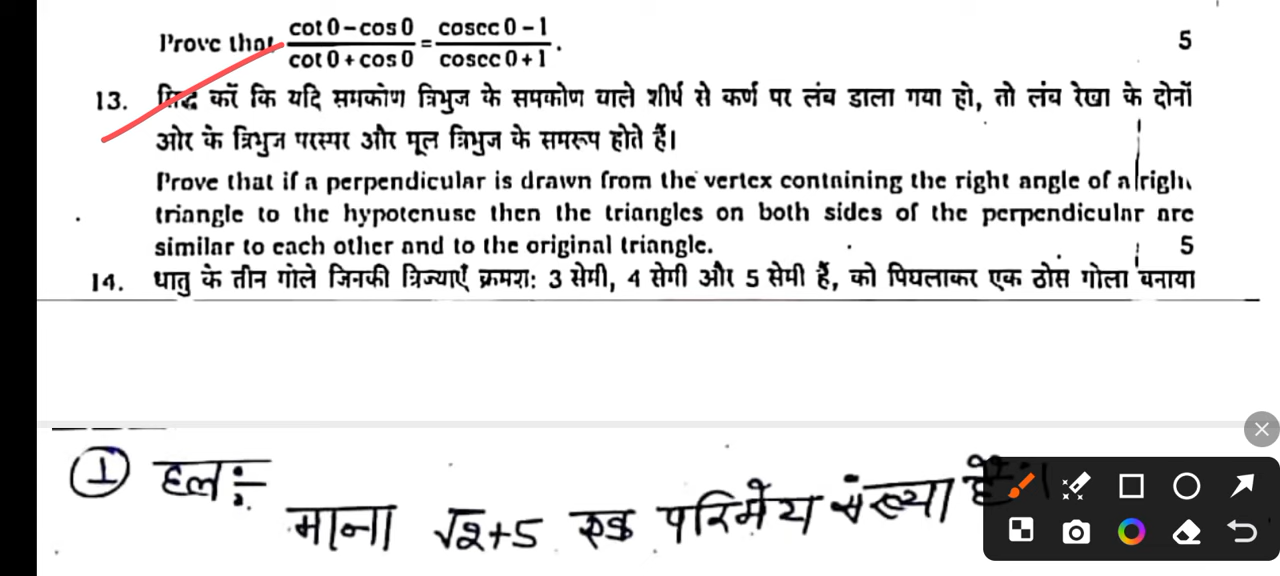 Prove that cot θ − cos θ / cot θ + cos θ = cosec θ − 1 / cosec θ + 1 . 5
13. सिद्ध करें कि यदि समकोण त्रिभुज के समकोण वाले शीर्ष से कर्ण पर लंब डाला गया हो, तो लंब रेखा के दोनों
ओर के त्रिभुज परस्पर और मूल त्रिभुज के समरूप होते हैं।
Prove that if a perpendicular is drawn from the vertex containing the right angle of a right
triangle to the hypotenuse then the triangles on both sides of the perpendicular are
similar to each other and to the original triangle. 5
14. धातु के तीन गोले जिनकी त्रिज्याएँ क्रमश: 3 सेमी, 4 सेमी और 5 सेमी हैं, को पिघलाकर एक ठोस गोला बनाया
① हल :-
माना √2+5 एक परिमेय संख्या है।